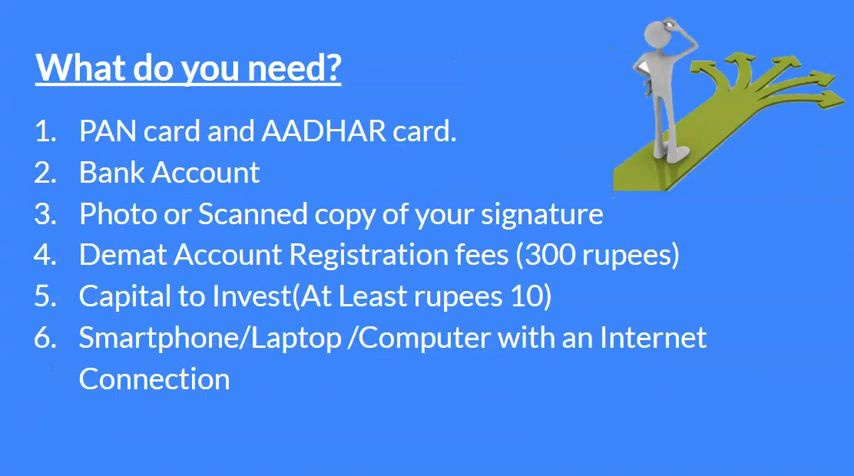 What do you need?
1. PAN card and AADHAR card.
2. Bank Account
3. Photo or Scanned copy of your signature
4. Demat Account Registration fees (300 rupees)
5. Capital to Invest(At Least rupees 10)
6. Smartphone/Laptop /Computer with an Internet
Connection